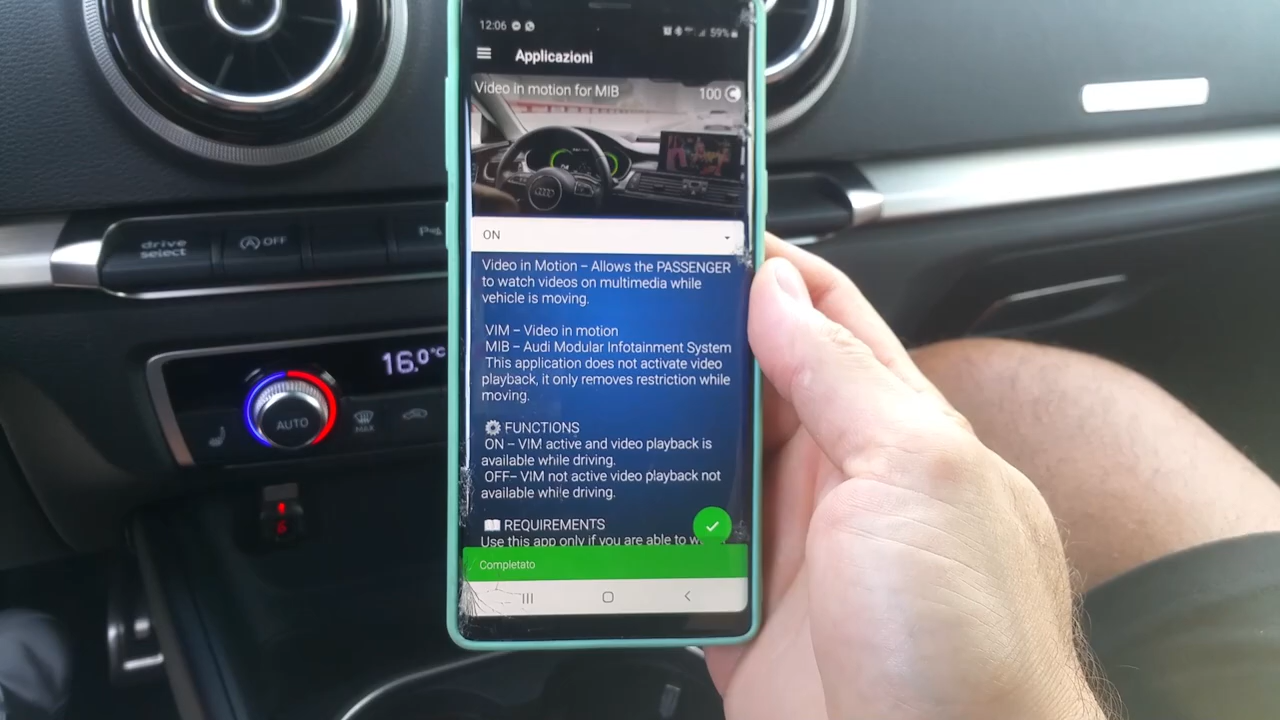 12:06
59%
Applicazioni
Video in motion for MIB
100
ON
Video in Motion – Allows the PASSENGER
to watch videos on multimedia while
vehicle is moving.
VIM – Video in motion
MIB – Audi Modular Infotainment System
This application does not activate video
playback, it only removes restriction while
moving.
FUNCTIONS
ON – VIM active and video playback is
available while driving.
OFF– VIM not active video playback not
available while driving.
REQUIREMENTS
Use this app only if you are able to
Completato
drive
select
A OFF
16.0°C
AUTO
MAX